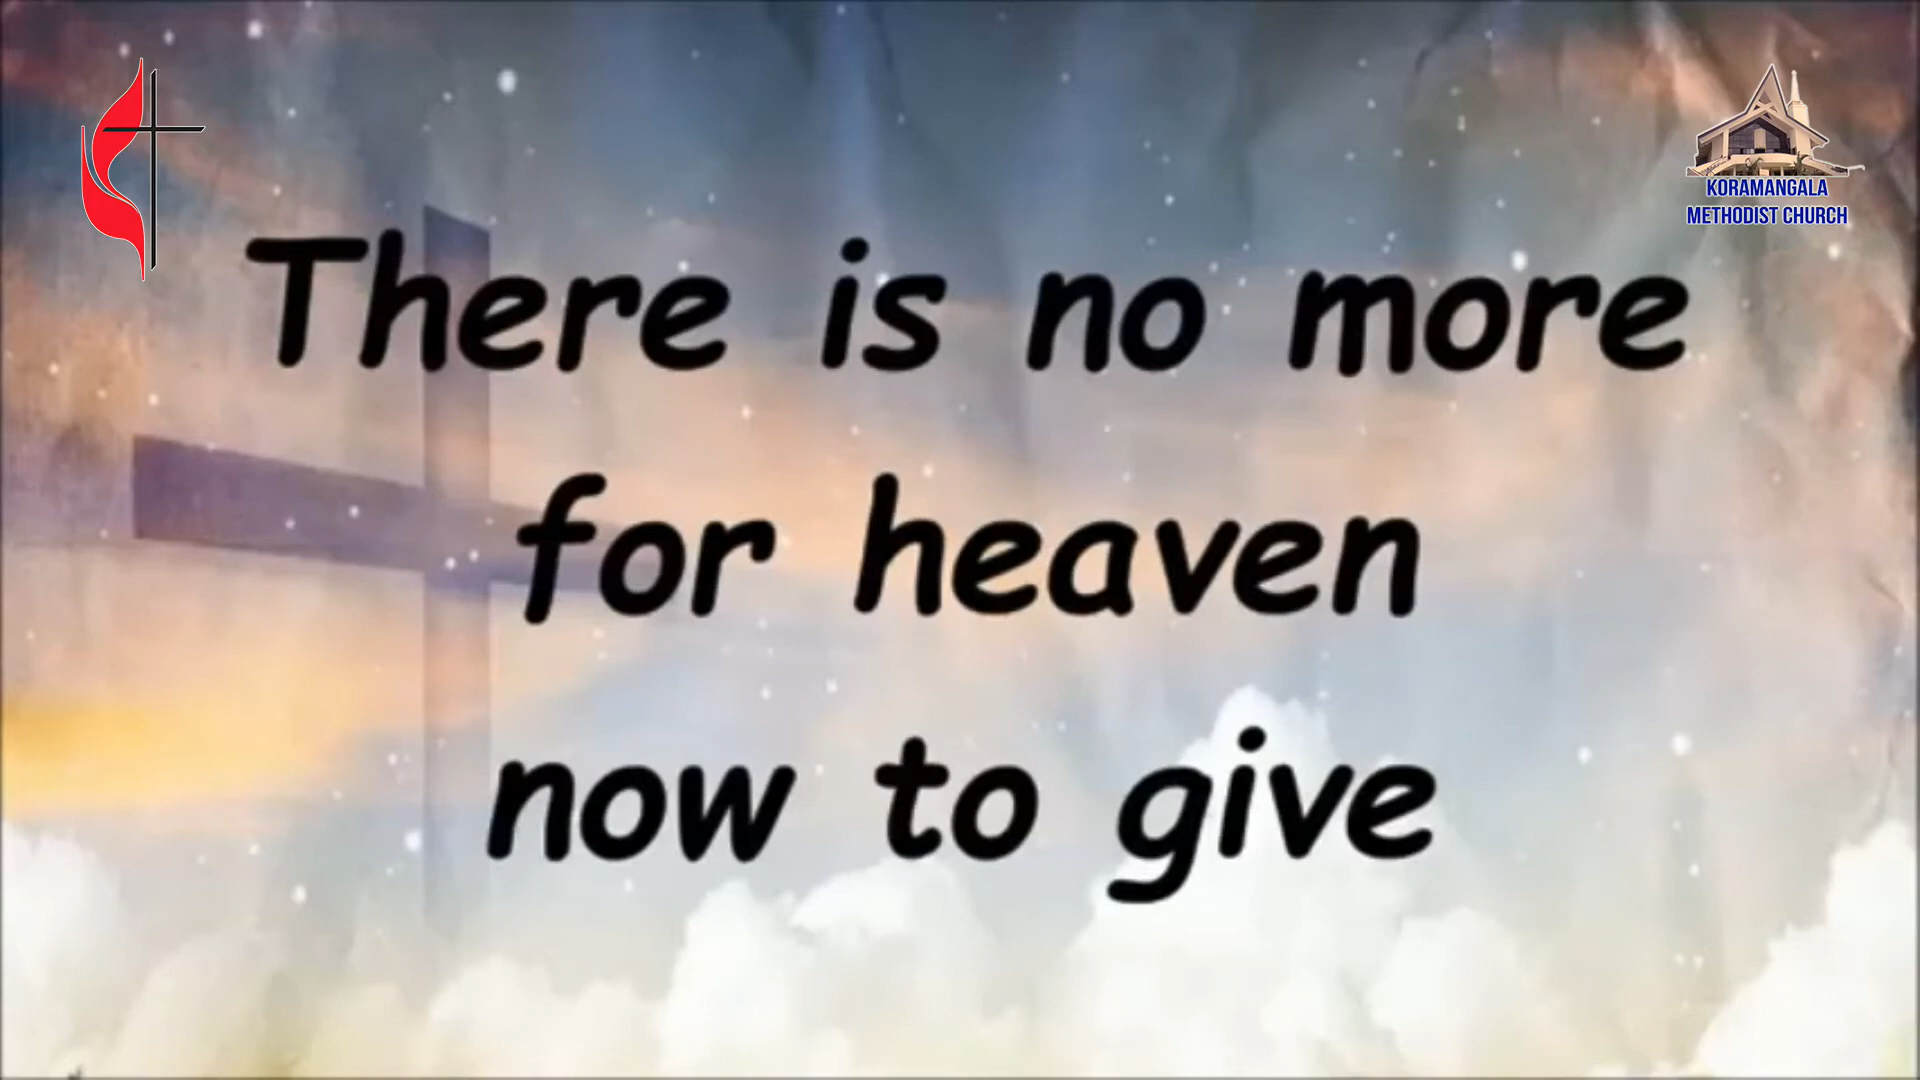 KORAMANGALA
METHODIST CHURCH
There is no more
for heaven
now to give